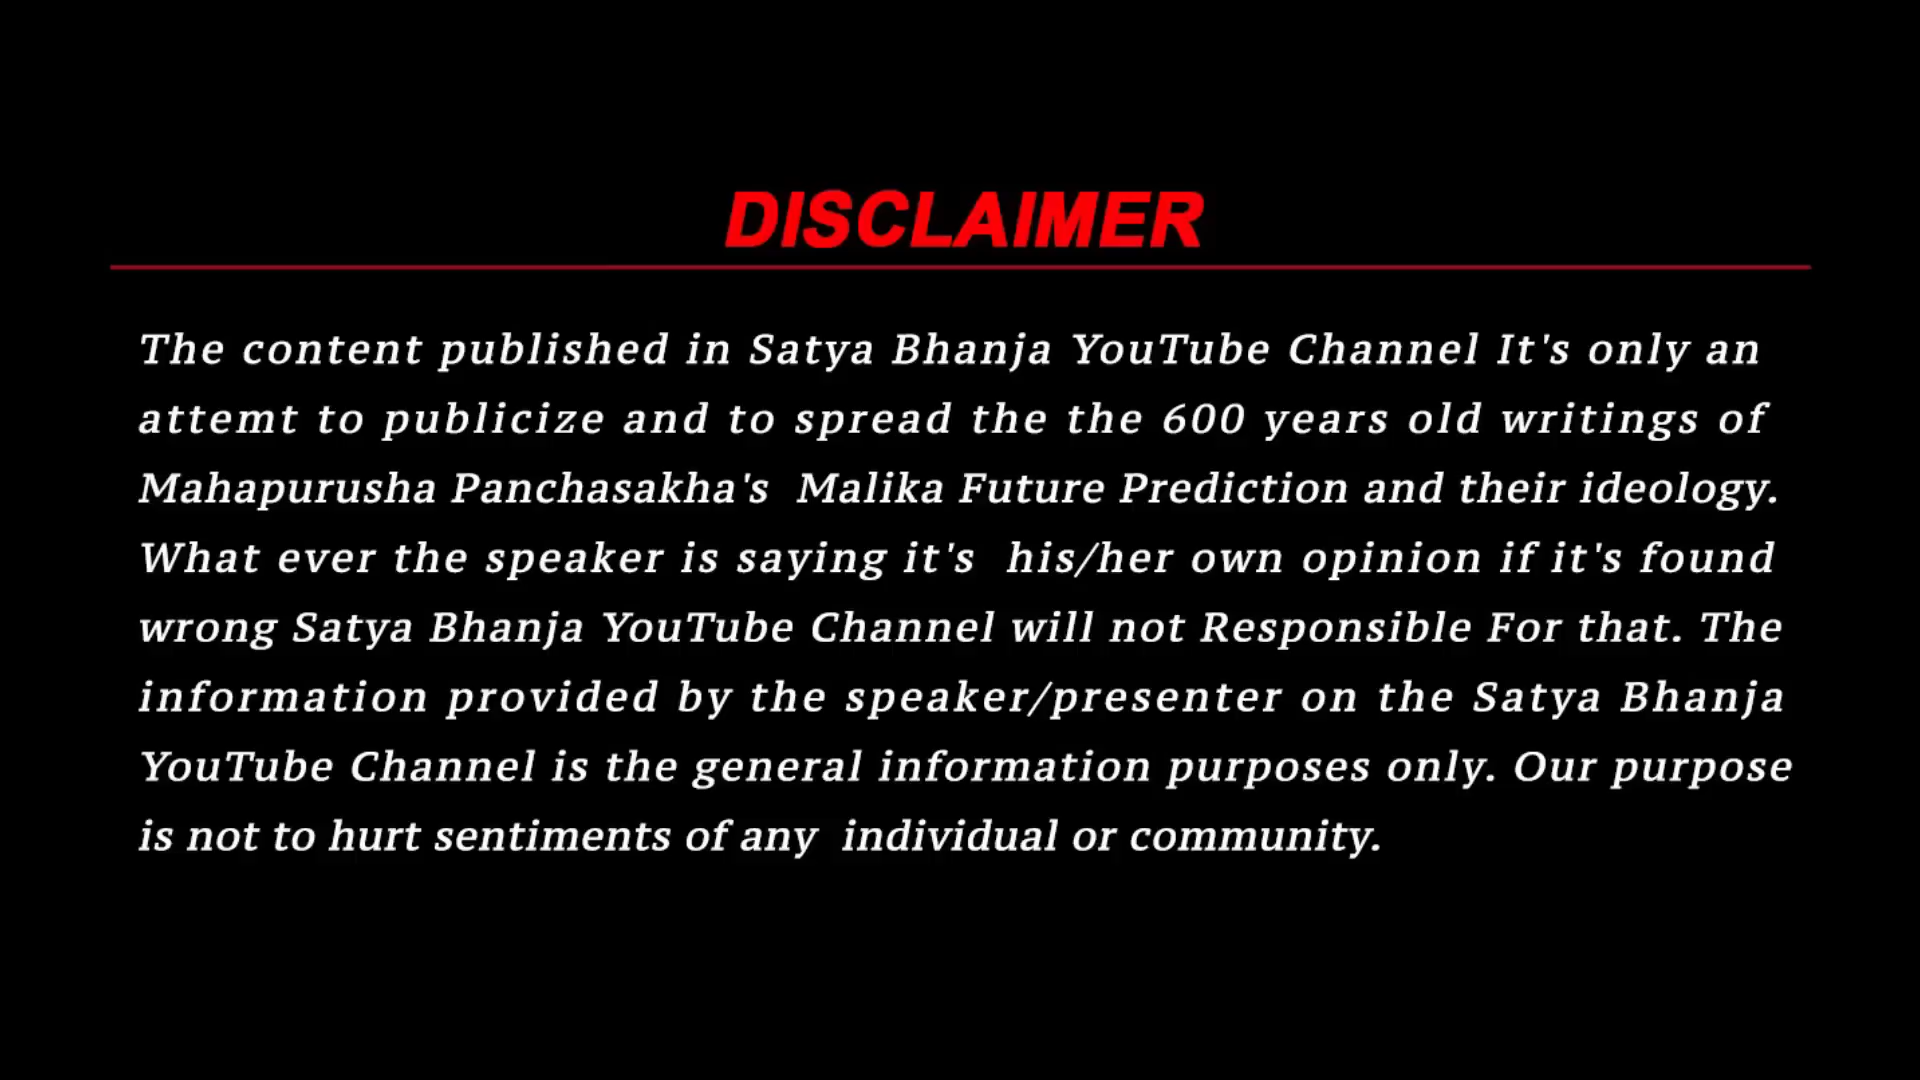 DISCLAIMER
The content published in Satya Bhanja YouTube Channel It's only an
attemt to publicize and to spread the the 600 years old writings of
Mahapurusha Panchasakha's Malika Future Prediction and their ideology.
What ever the speaker is saying it's his/her own opinion if it's found
wrong Satya Bhanja YouTube Channel will not Responsible For that. The
information provided by the speaker/presenter on the Satya Bhanja
YouTube Channel is the general information purposes only. Our purpose
is not to hurt sentiments of any individual or community.